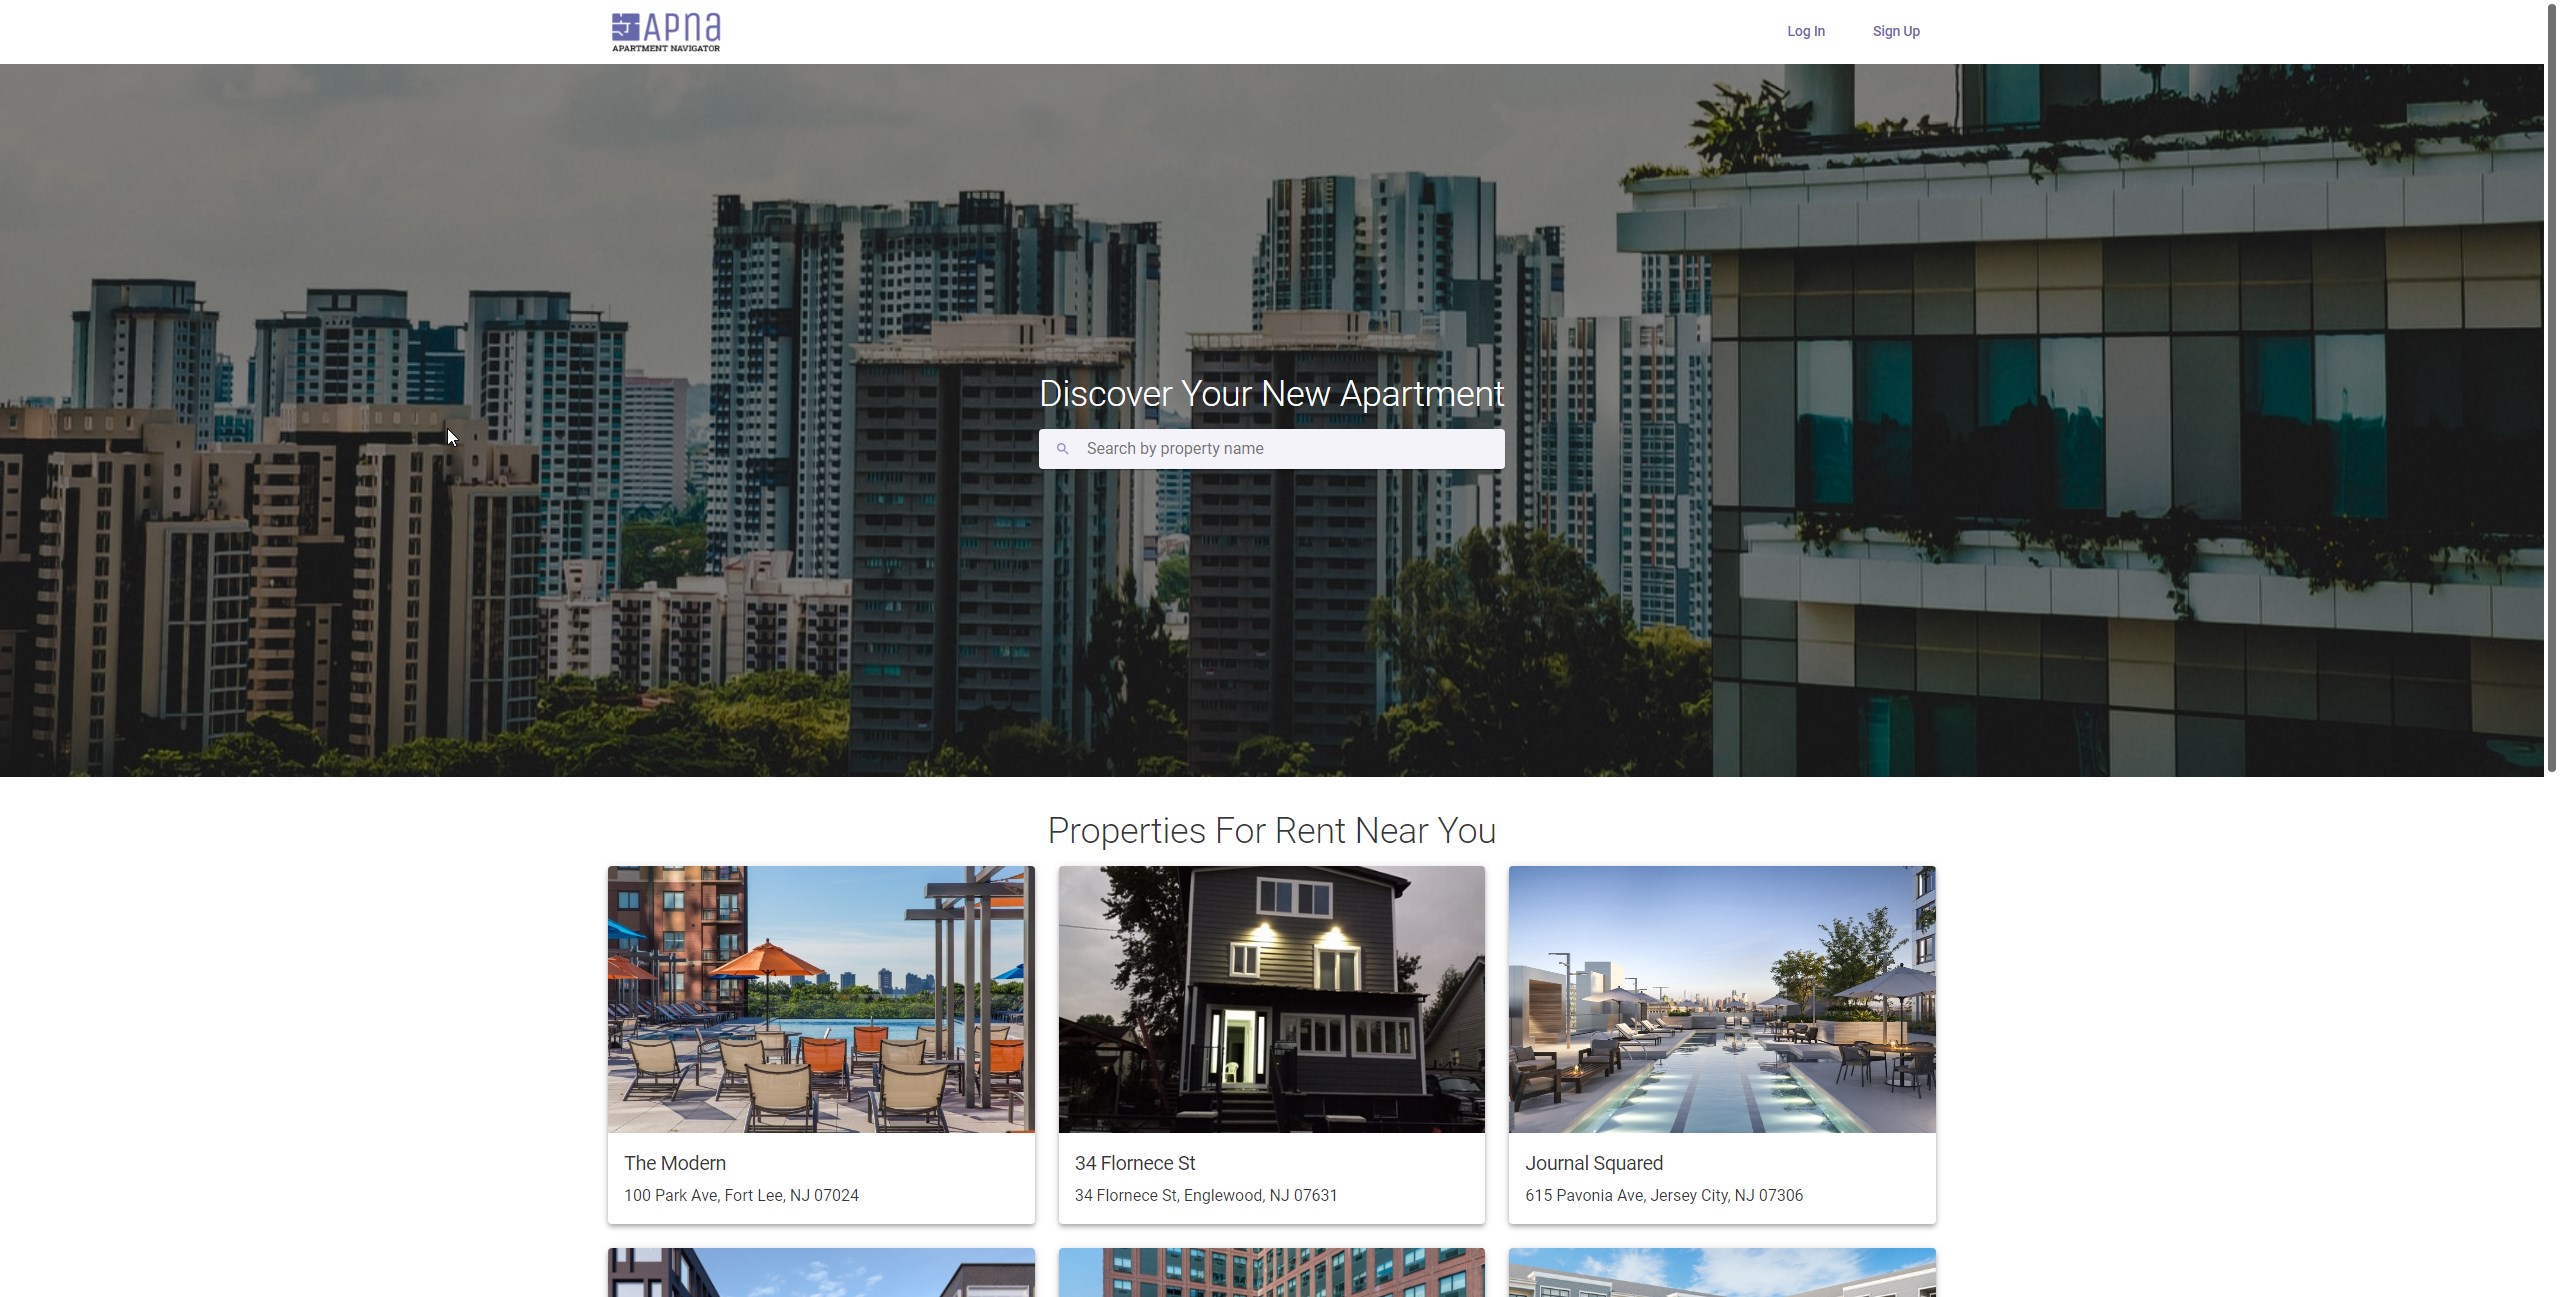 APNA
APARTMENT NAVIGATOR
Log In
Sign Up
Discover Your New Apartment
Search by property name
Properties For Rent Near You
The Modern
100 Park Ave, Fort Lee, NJ 07024
34 Flornece St
34 Flornece St, Englewood, NJ 07631
Journal Squared
615 Pavonia Ave, Jersey City, NJ 07306